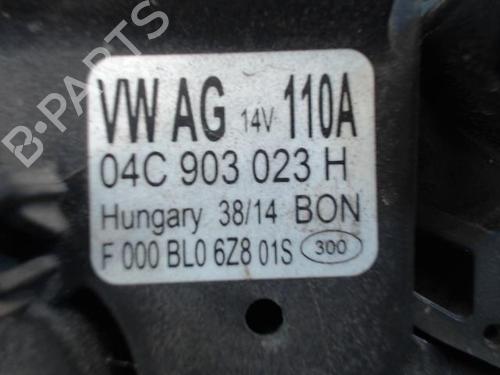 VW AG 14V 110A
04C 903 023 H
Hungary 38/14 BON
F 000 BL0 6Z8 01S 300
B-PARTS